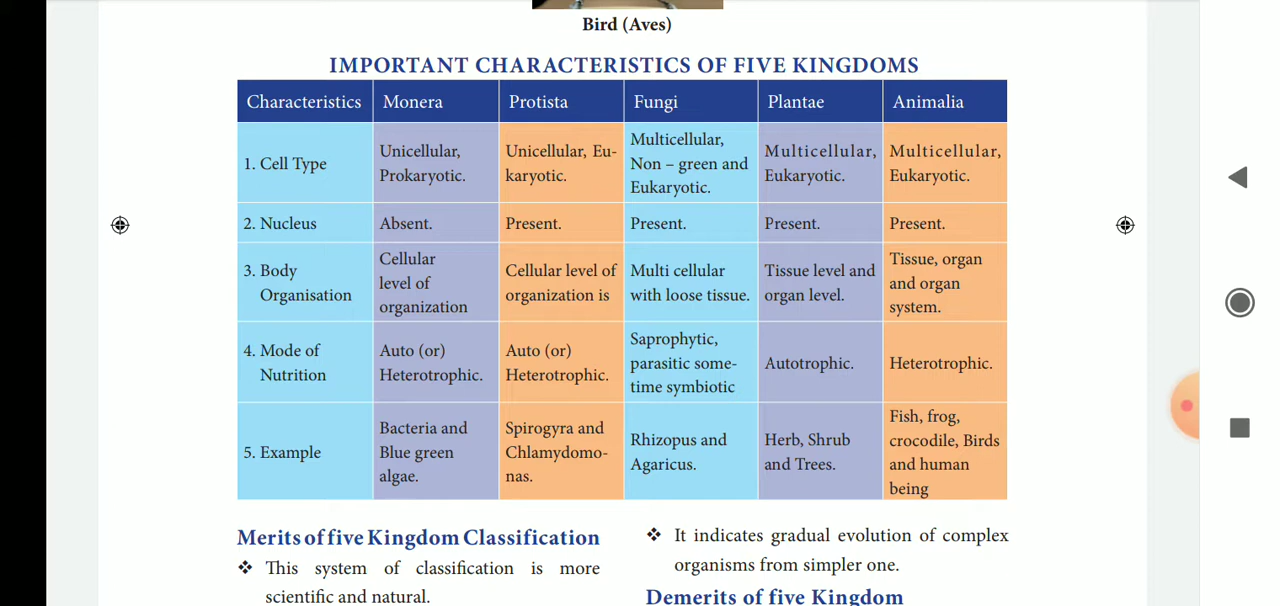 Bird (Aves)
IMPORTANT CHARACTERISTICS OF FIVE KINGDOMS
Characteristics Monera Protista Fungi Plantae Animalia
1. Cell Type
Unicellular,
Prokaryotic.
Unicellular, Eu-
karyotic.
Multicellular,
Non – green and
Eukaryotic.
Multicellular,
Eukaryotic.
Multicellular,
Eukaryotic.
2. Nucleus Absent. Present. Present. Present. Present.
3. Body
Organisation
Cellular
level of
organization
Cellular level of
organization is
Multi cellular
with loose tissue.
Tissue level and
organ level.
Tissue, organ
and organ
system.
4. Mode of
Nutrition
Auto (or)
Heterotrophic.
Auto (or)
Heterotrophic.
Saprophytic,
parasitic some-
time symbiotic
Autotrophic.
Heterotrophic.
5. Example
Bacteria and
Blue green
algae.
Spirogyra and
Chlamydomo-
nas.
Rhizopus and
Agaricus.
Herb, Shrub
and Trees.
Fish, frog,
crocodile, Birds
and human
being
Merits of five Kingdom Classification
❖ This system of classification is more
scientific and natural.
❖ It indicates gradual evolution of complex
organisms from simpler one.
Demerits of five Kingdom